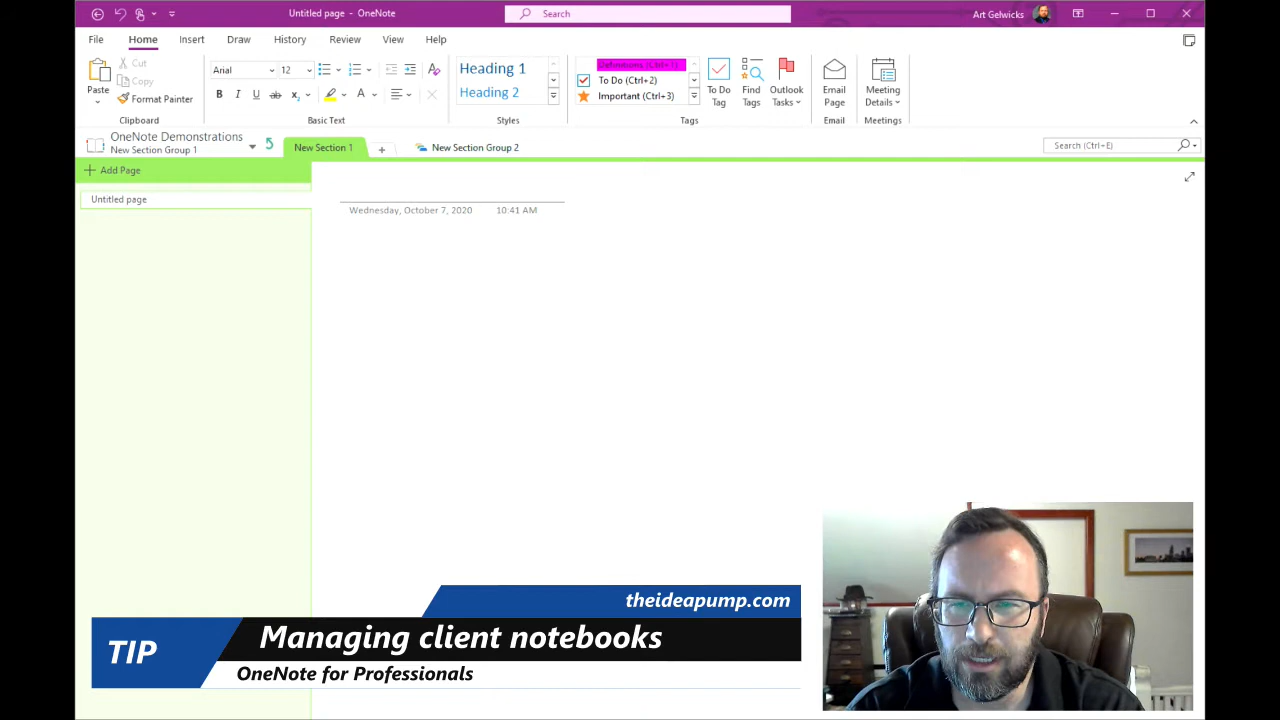 Untitled page - OneNote
Search
Art Gelwicks
File Home Insert Draw History Review View Help
Paste
Cut
Copy
Format Painter
Clipboard
Arial 12
B I U ab x
A
Basic Text
Heading 1
Heading 2
Styles
Definitions (Ctrl+1)
To Do (Ctrl+2)
Important (Ctrl+3)
To Do
Tag
Find
Tags
Outlook
Tasks
Tags
Email
Page
Email
Meeting
Details
Meetings
OneNote Demonstrations
New Section Group 1
New Section 1
New Section Group 2
Search (Ctrl+E)
Add Page
Untitled page
Wednesday, October 7, 2020 10:41 AM
theideapump.com
TIP
Managing client notebooks
OneNote for Professionals